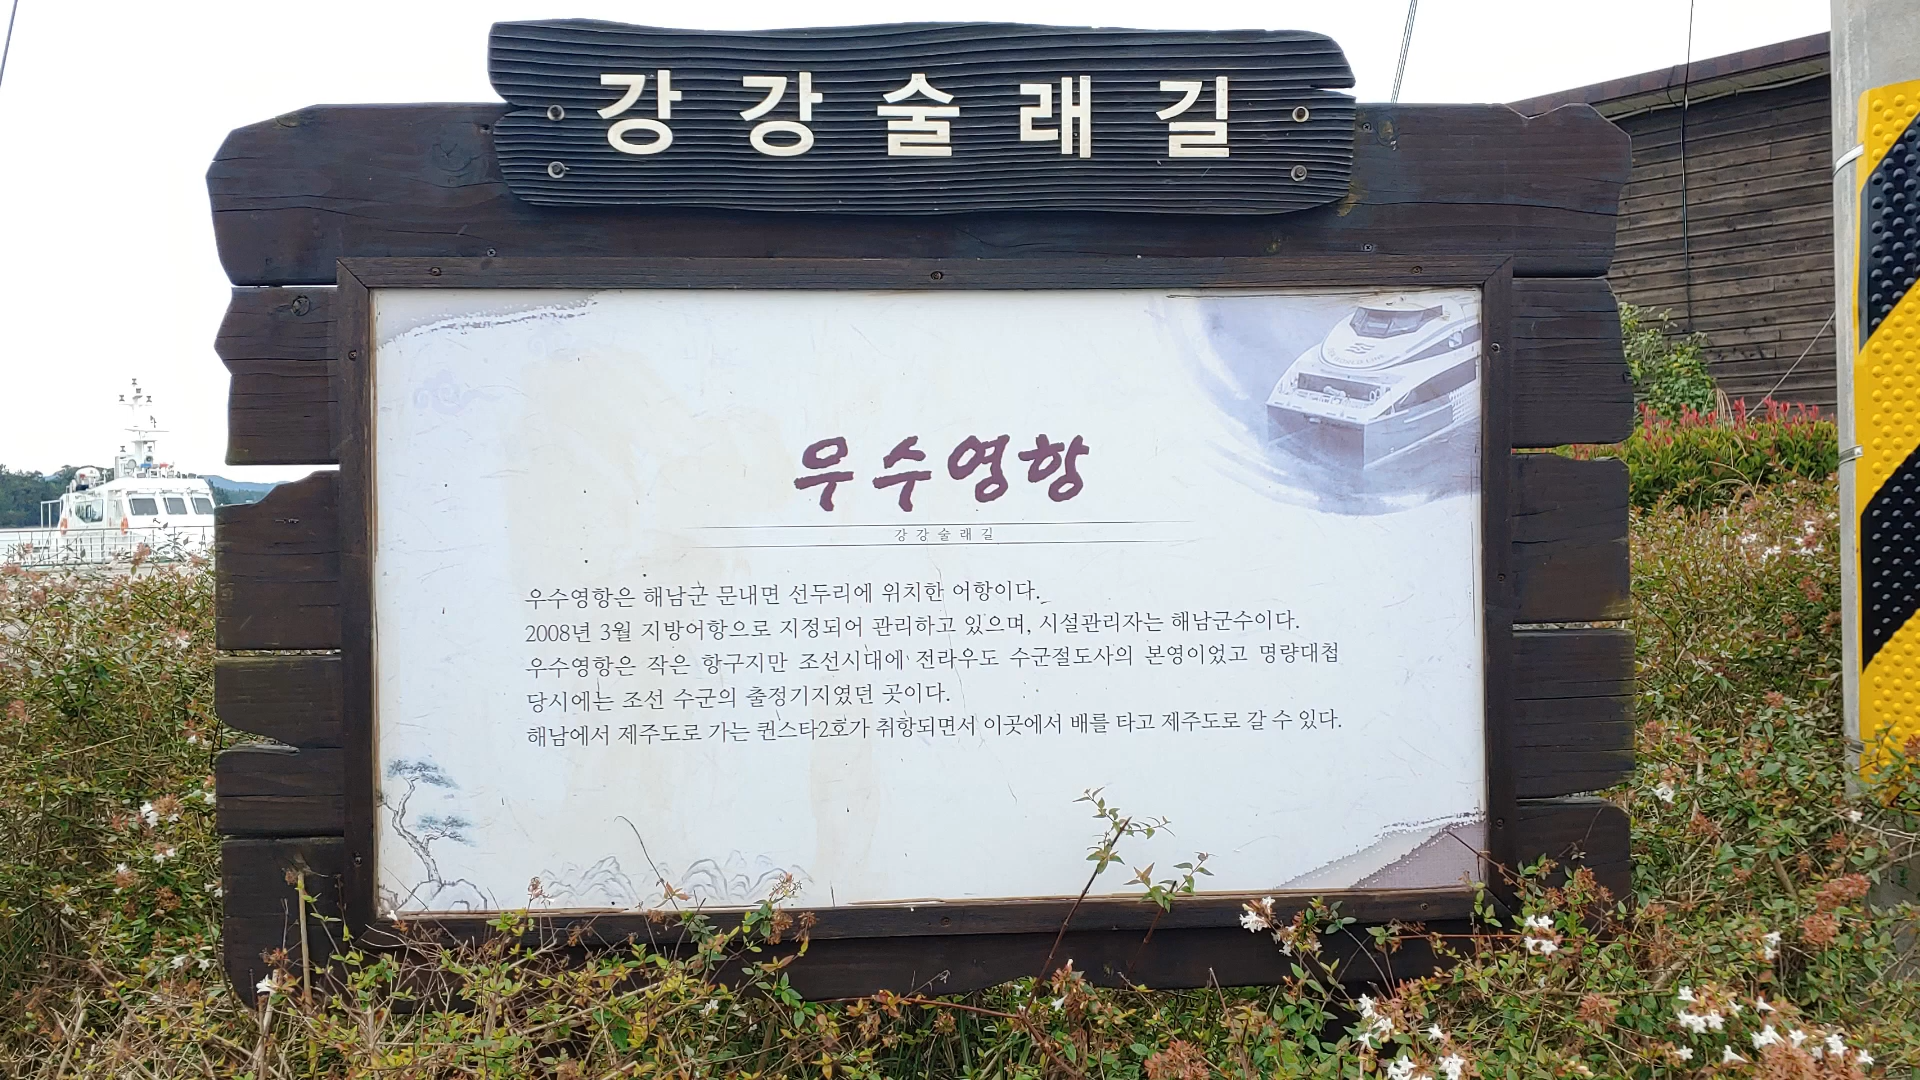 강강술래길
우수영항
강강술래길
우수영항은 해남군 문내면 선두리에 위치한 어항이다.
2008년 3월 지방어항으로 지정되어 관리하고 있으며, 시설관리자는 해남군수이다.
우수영항은 작은 항구지만 조선시대에 전라우도 수군절도사의 본영이었고 명량대첩
당시에는 조선 수군의 출정기지였던 곳이다.
해남에서 제주도로 가는 퀸스타2호가 취항되면서 이곳에서 배를 타고 제주도로 갈 수 있다.